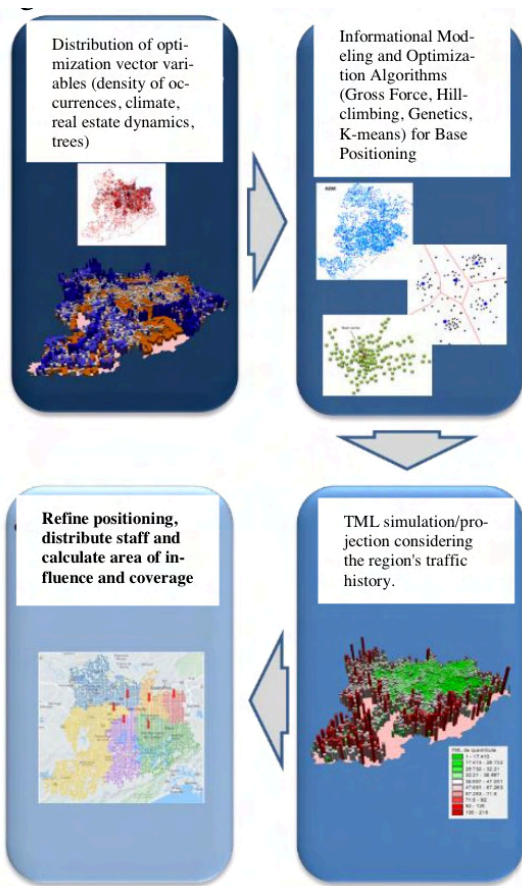 Distribution of opti-
mization vector vari-
ables (density of oc-
currences, climate,
real estate dynamics,
trees)
Informational Mod-
eling and Optimiza-
tion Algorithms
(Gross Force, Hill-
climbing, Genetics,
K-means) for Base
Positioning
TML simulation/pro-
jection considering
the region's traffic
history.
Refine positioning,
distribute staff and
calculate area of in-
fluence and coverage